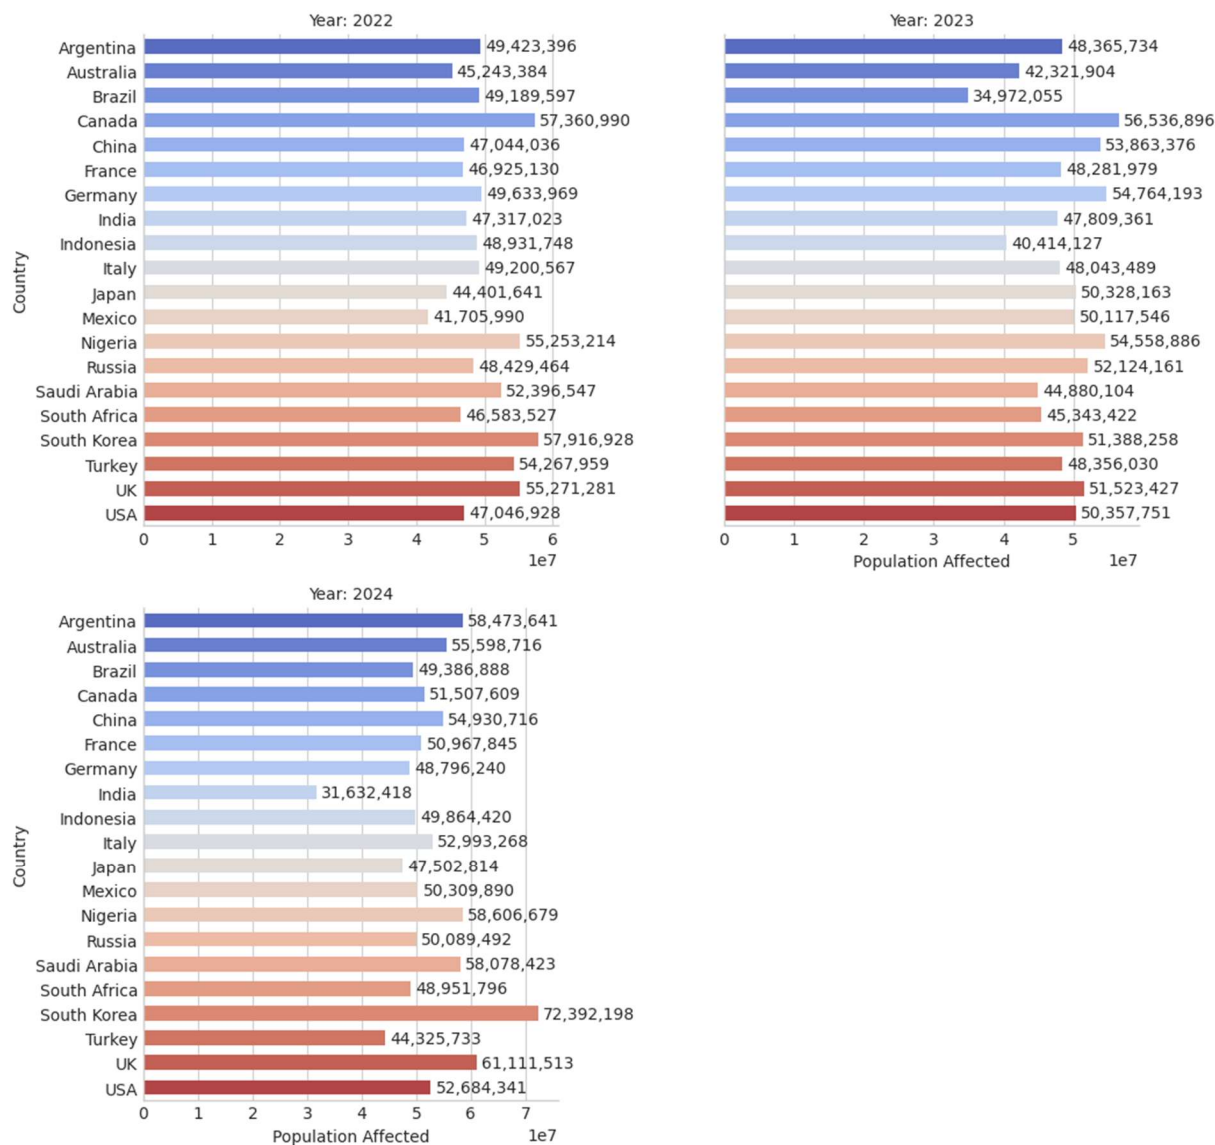 Year: 2022
Country
Argentina 49,423,396
Australia 45,243,384
Brazil 49,189,597
Canada 57,360,990
China 47,044,036
France 46,925,130
Germany 49,633,969
India 47,317,023
Indonesia 48,931,748
Italy 49,200,567
Japan 44,401,641
Mexico 41,705,990
Nigeria 55,253,214
Russia 48,429,464
Saudi Arabia 52,396,547
South Africa 46,583,527
South Korea 57,916,928
Turkey 54,267,959
UK 55,271,281
USA 47,046,928
0 1 2 3 4 5 6
1e7
Year: 2023
48,365,734
42,321,904
34,972,055
56,536,896
53,863,376
48,281,979
54,764,193
47,809,361
40,414,127
48,043,489
50,328,163
50,117,546
54,558,886
52,124,161
44,880,104
45,343,422
51,388,258
48,356,030
51,523,427
50,357,751
0 1 2 3 4 5
Population Affected 1e7
Year: 2024
Country
Argentina 58,473,641
Australia 55,598,716
Brazil 49,386,888
Canada 51,507,609
China 54,930,716
France 50,967,845
Germany 48,796,240
India 31,632,418
Indonesia 49,864,420
Italy 52,993,268
Japan 47,502,814
Mexico 50,309,890
Nigeria 58,606,679
Russia 50,089,492
Saudi Arabia 58,078,423
South Africa 48,951,796
South Korea 72,392,198
Turkey 44,325,733
UK 61,111,513
USA 52,684,341
0 1 2 3 4 5 6 7
Population Affected 1e7